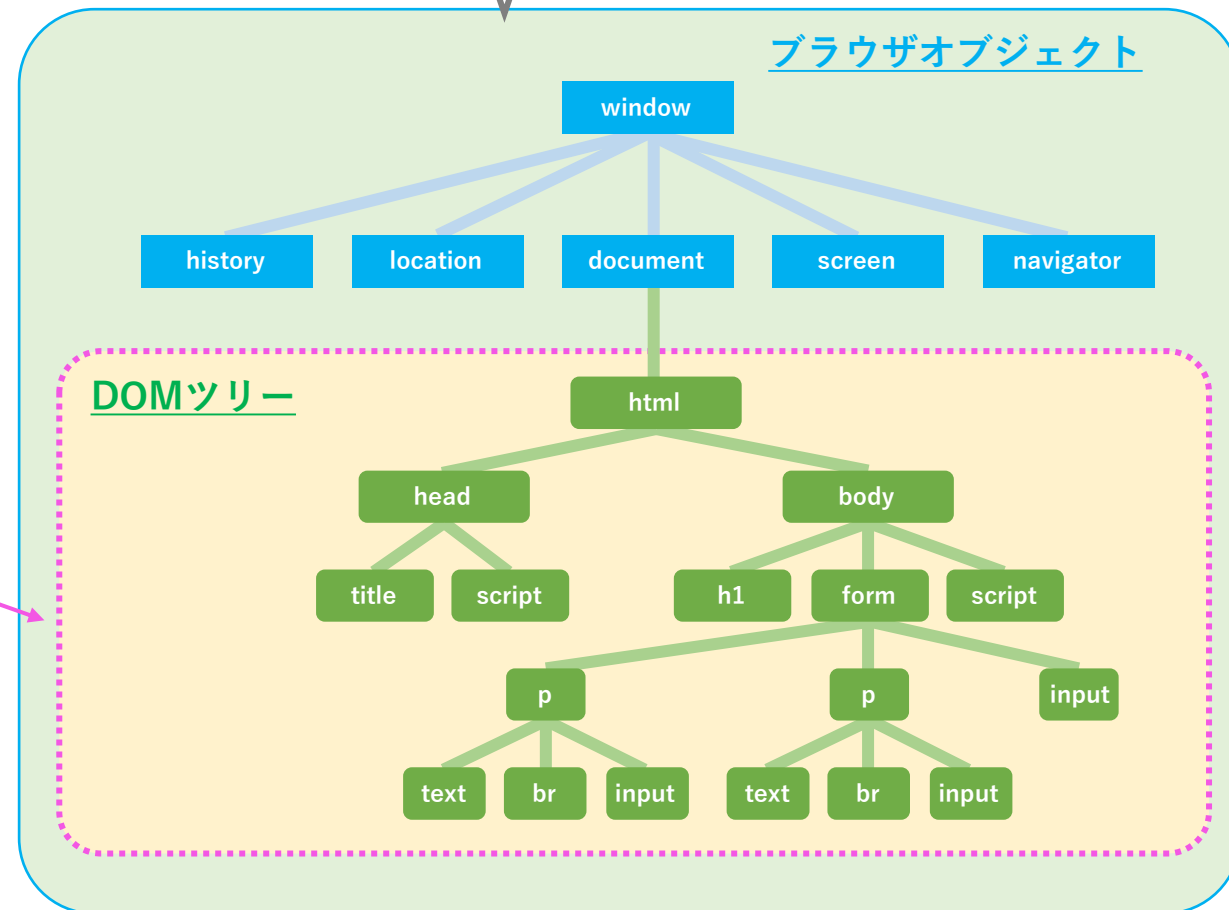 ブラウザオブジェクト
window
history
location
document
screen
navigator
DOMツリー
html
head
body
title
script
h1
form
script
p
p
input
text
br
input
text
br
input